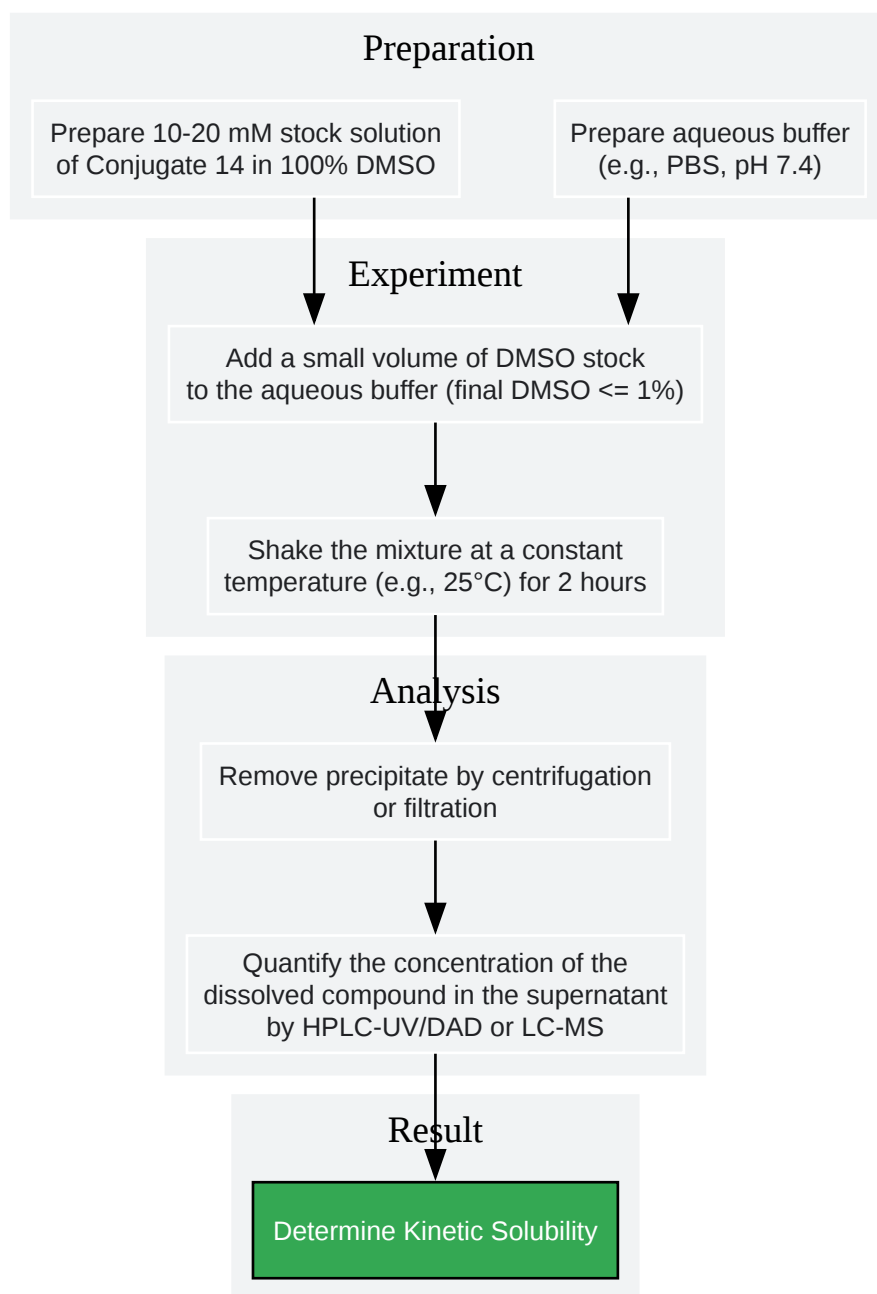 Preparation
Prepare 10-20 mM stock solution
of Conjugate 14 in 100% DMSO
Prepare aqueous buffer
(e.g., PBS, pH 7.4)
Experiment
Add a small volume of DMSO stock
to the aqueous buffer (final DMSO <= 1%)
Shake the mixture at a constant
temperature (e.g., 25°C) for 2 hours
Analysis
Remove precipitate by centrifugation
or filtration
Quantify the concentration of the
dissolved compound in the supernatant
by HPLC-UV/DAD or LC-MS
Result
Determine Kinetic Solubility